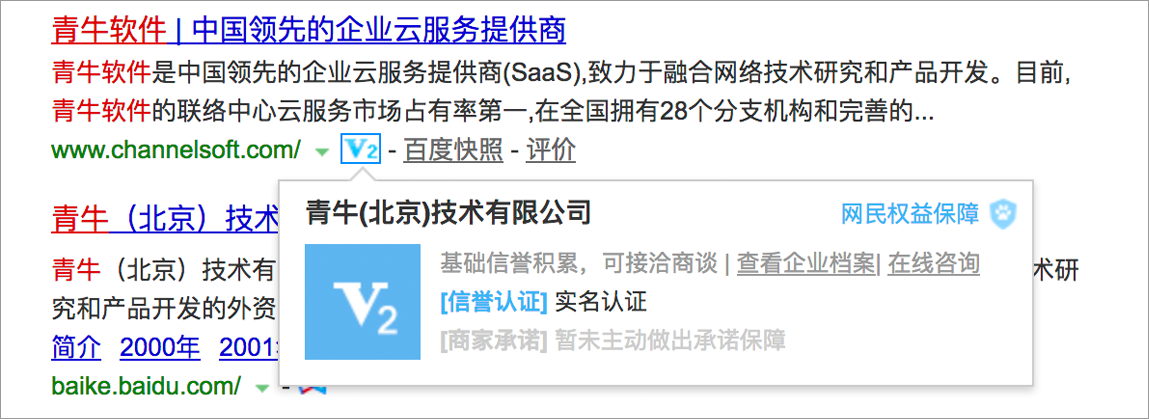 青牛软件 | 中国领先的企业云服务提供商
青牛软件是中国领先的企业云服务提供商(SaaS),致力于融合网络技术研究和产品开发。目前,
青牛软件的联络中心云服务市场占有率第一,在全国拥有28个分支机构和完善的...
www.channelsoft.com/ V2 - 百度快照 - 评价
青牛(北京)技术有限公司 网民权益保障
V2
基础信誉积累，可接洽商谈 | 查看企业档案| 在线咨询
[信誉认证] 实名认证
[商家承诺] 暂未主动做出承诺保障
青牛（北京）技术
青牛（北京）技术有 术研
究和产品开发的外资
简介 2000年 2001
baike.baidu.com/ -